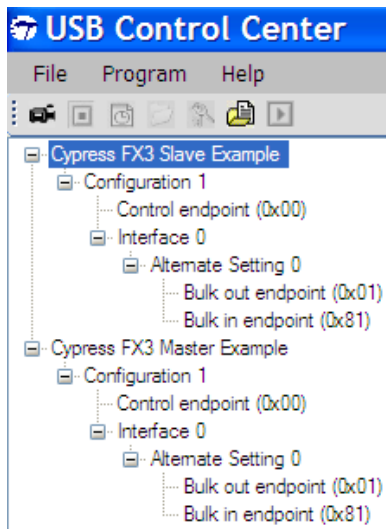 USB Control Center
File Program Help
Cypress FX3 Slave Example
Configuration 1
Control endpoint (0x00)
Interface 0
Alternate Setting 0
Bulk out endpoint (0x01)
Bulk in endpoint (0x81)
Cypress FX3 Master Example
Configuration 1
Control endpoint (0x00)
Interface 0
Alternate Setting 0
Bulk out endpoint (0x01)
Bulk in endpoint (0x81)